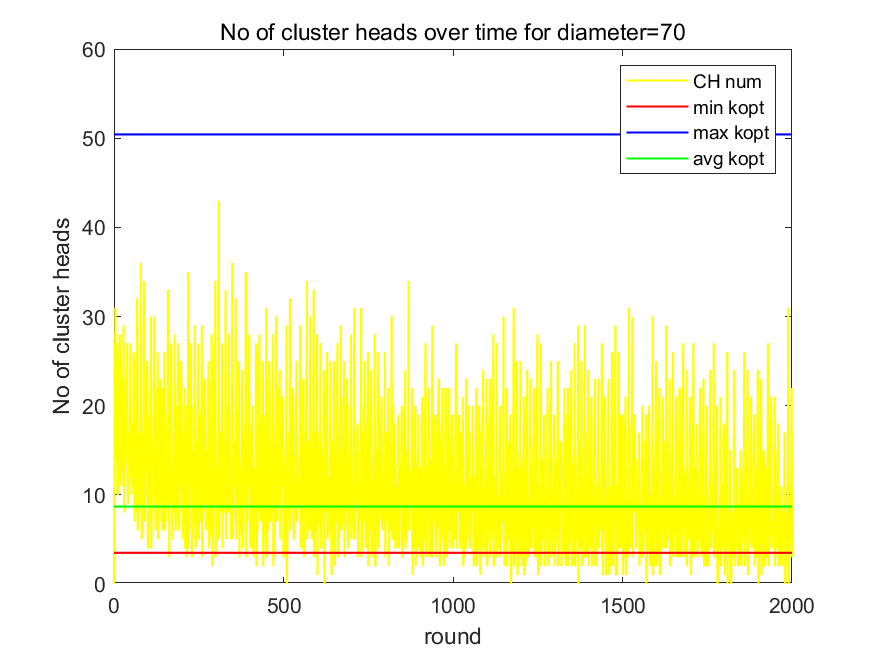 No of cluster heads over time for diameter=70
60
50
40
30
20
10
0
No of cluster heads
CH num
min kopt
max kopt
avg kopt
0
500
1000
1500
2000
round